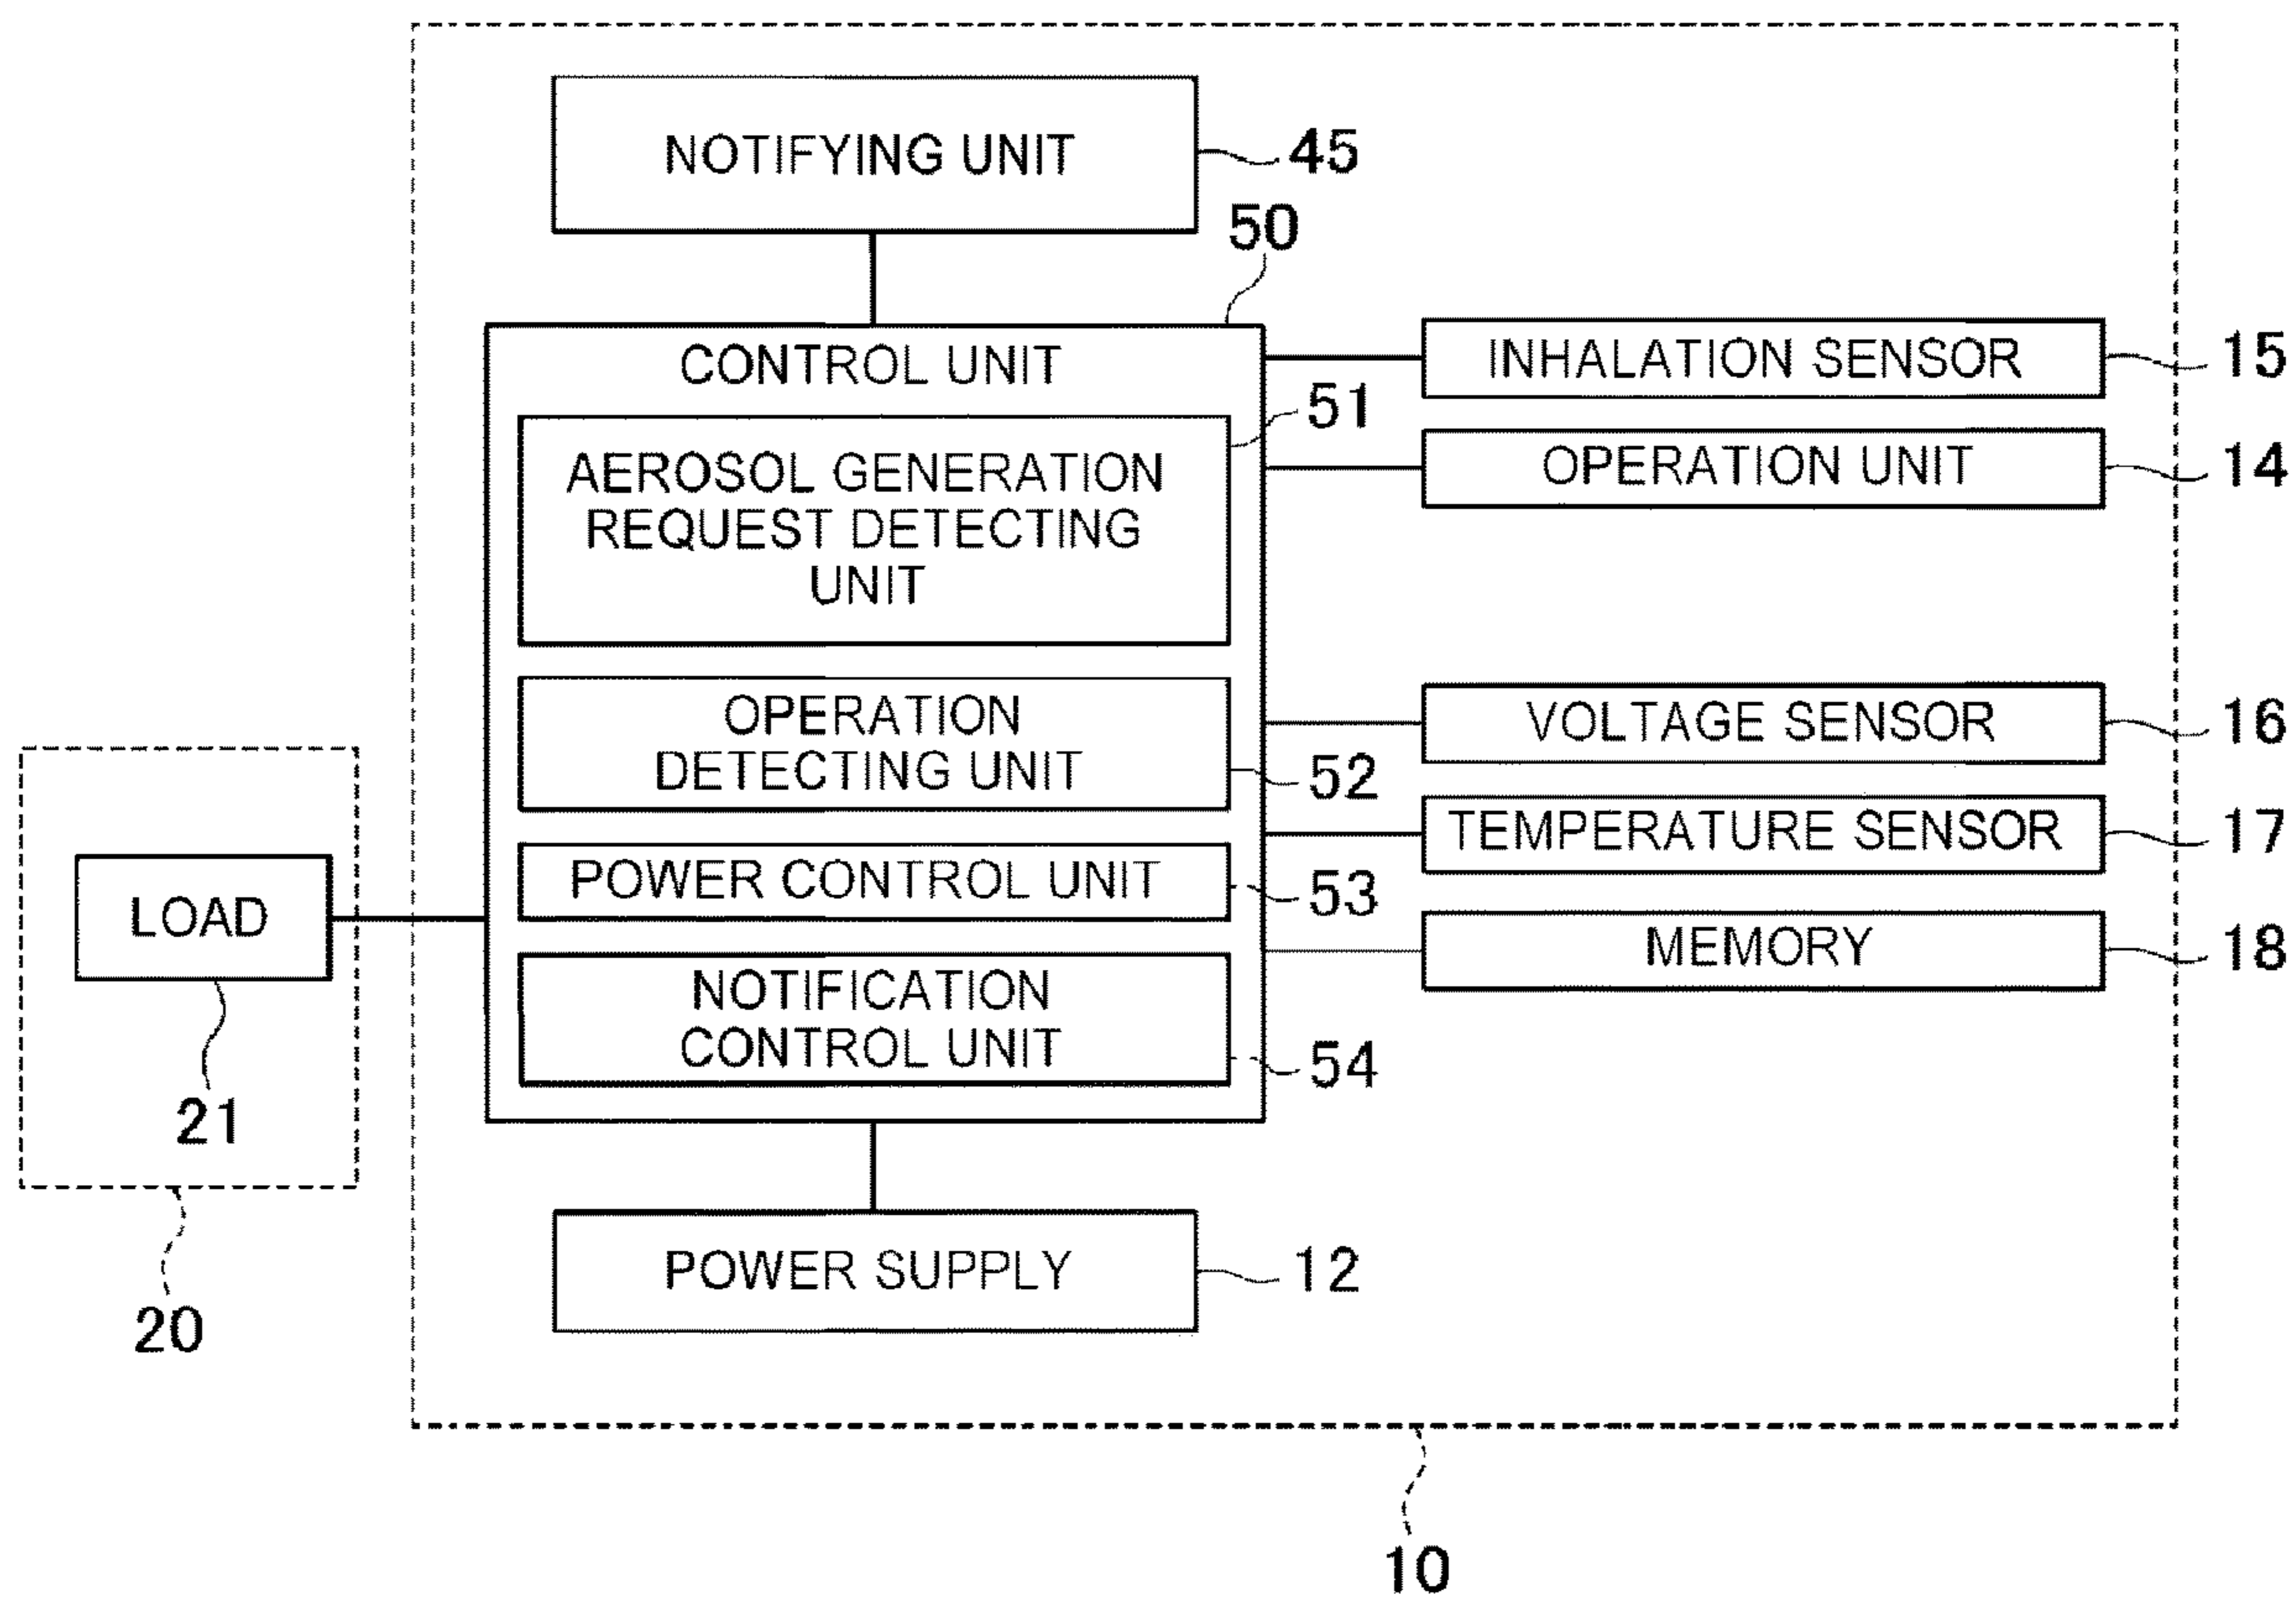 NOTIFYING UNIT
45
50
CONTROL UNIT
51
AEROSOL GENERATION
REQUEST DETECTING
UNIT
OPERATION
DETECTING UNIT
52
POWER CONTROL UNIT
53
NOTIFICATION
CONTROL UNIT
54
INHALATION SENSOR
15
OPERATION UNIT
14
VOLTAGE SENSOR
16
TEMPERATURE SENSOR
17
MEMORY
18
LOAD
21
20
POWER SUPPLY
12
10